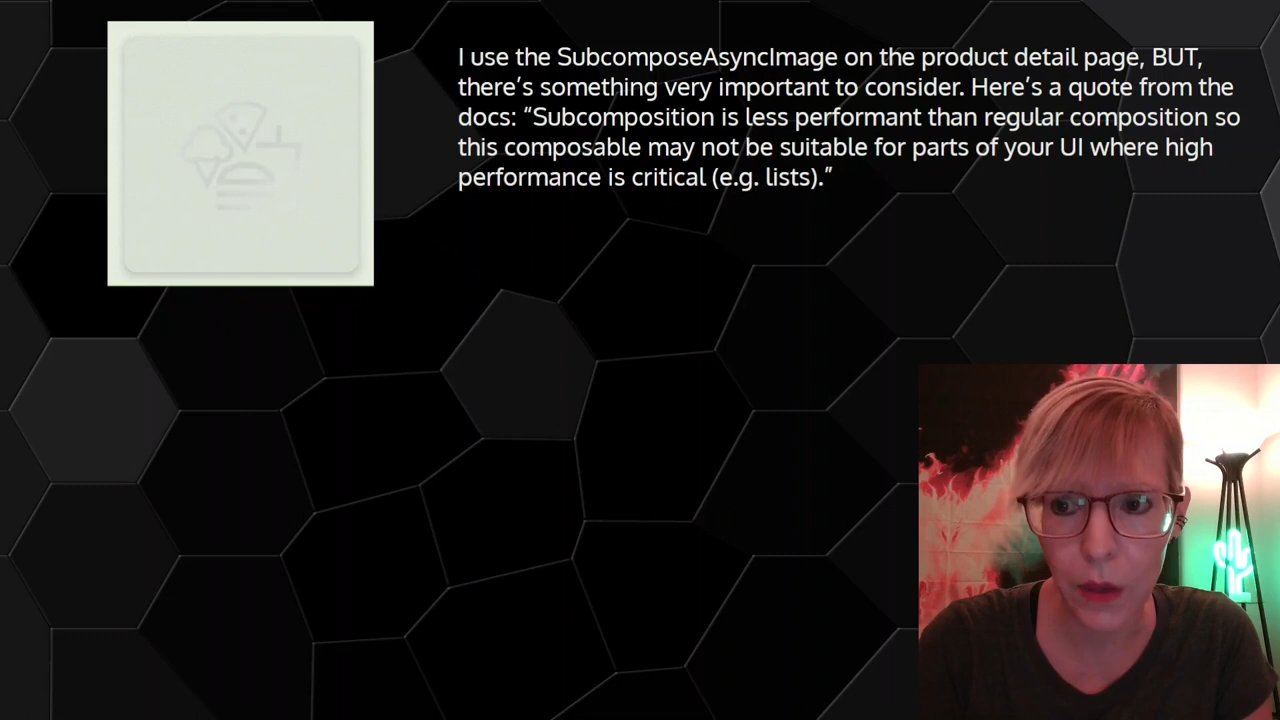 I use the SubcomposeAsyncImage on the product detail page, BUT,
there’s something very important to consider. Here’s a quote from the
docs: “Subcomposition is less performant than regular composition so
this composable may not be suitable for parts of your UI where high
performance is critical (e.g. lists).”